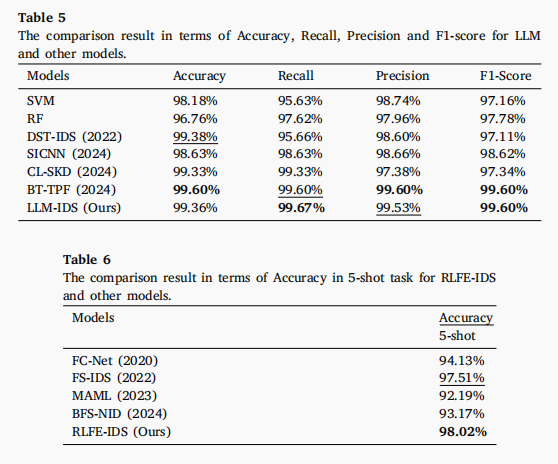 Table 5
The comparison result in terms of Accuracy, Recall, Precision and F1-score for LLM
and other models.
Models Accuracy Recall Precision F1-Score
SVM 98.18% 95.63% 98.74% 97.16%
RF 96.76% 97.62% 97.96% 97.78%
DST-IDS (2022) 99.38% 95.66% 98.60% 97.11%
SICNN (2024) 98.63% 98.63% 98.66% 98.62%
CL-SKD (2024) 99.33% 99.33% 97.38% 97.34%
BT-TPF (2024) 99.60% 99.60% 99.60% 99.60%
LLM-IDS (Ours) 99.36% 99.67% 99.53% 99.60%
Table 6
The comparison result in terms of Accuracy in 5-shot task for RLFE-IDS
and other models.
Models Accuracy
5-shot
FC-Net (2020) 94.13%
FS-IDS (2022) 97.51%
MAML (2023) 92.19%
BFS-NID (2024) 93.17%
RLFE-IDS (Ours) 98.02%